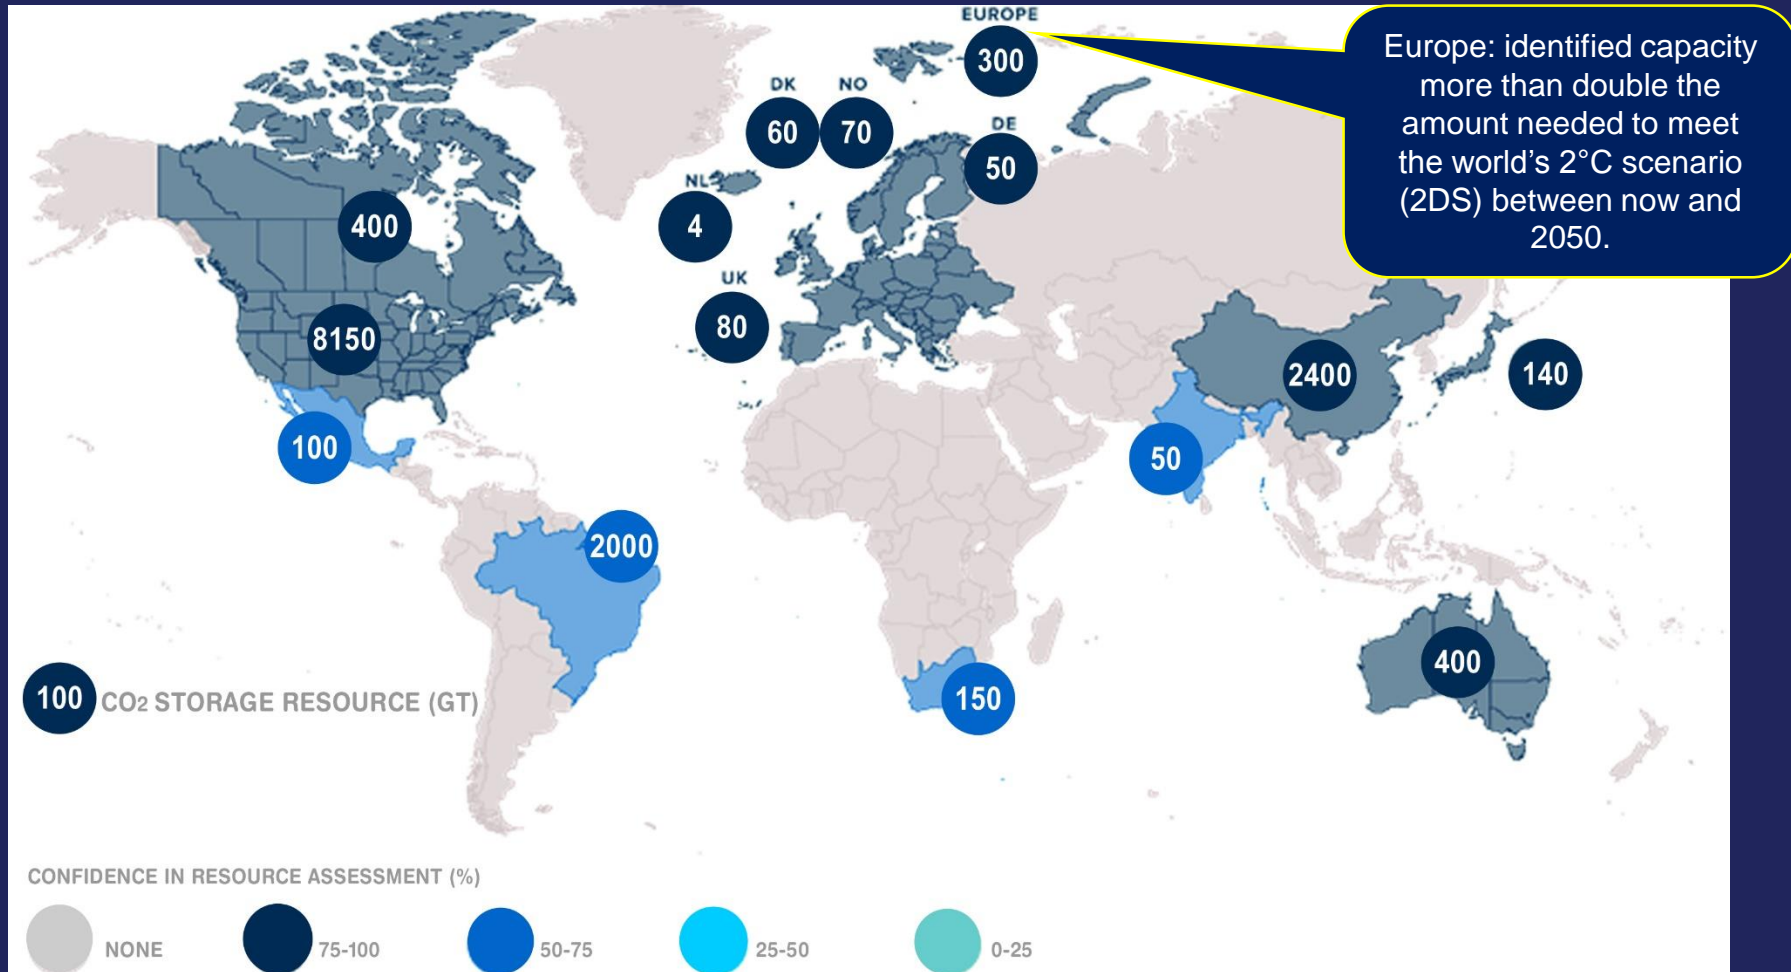 EUROPE
300
DK
NO
60
70
DE
50
NL
4
UK
80
Europe: identified capacity
more than double the
amount needed to meet
the world's 2°C scenario
(2DS) between now and
2050.
400
8150
2400
140
100
50
2000
400
150
100 CO2 STORAGE RESOURCE (GT)
CONFIDENCE IN RESOURCE ASSESSMENT (%)
NONE
75-100
50-75
25-50
0-25